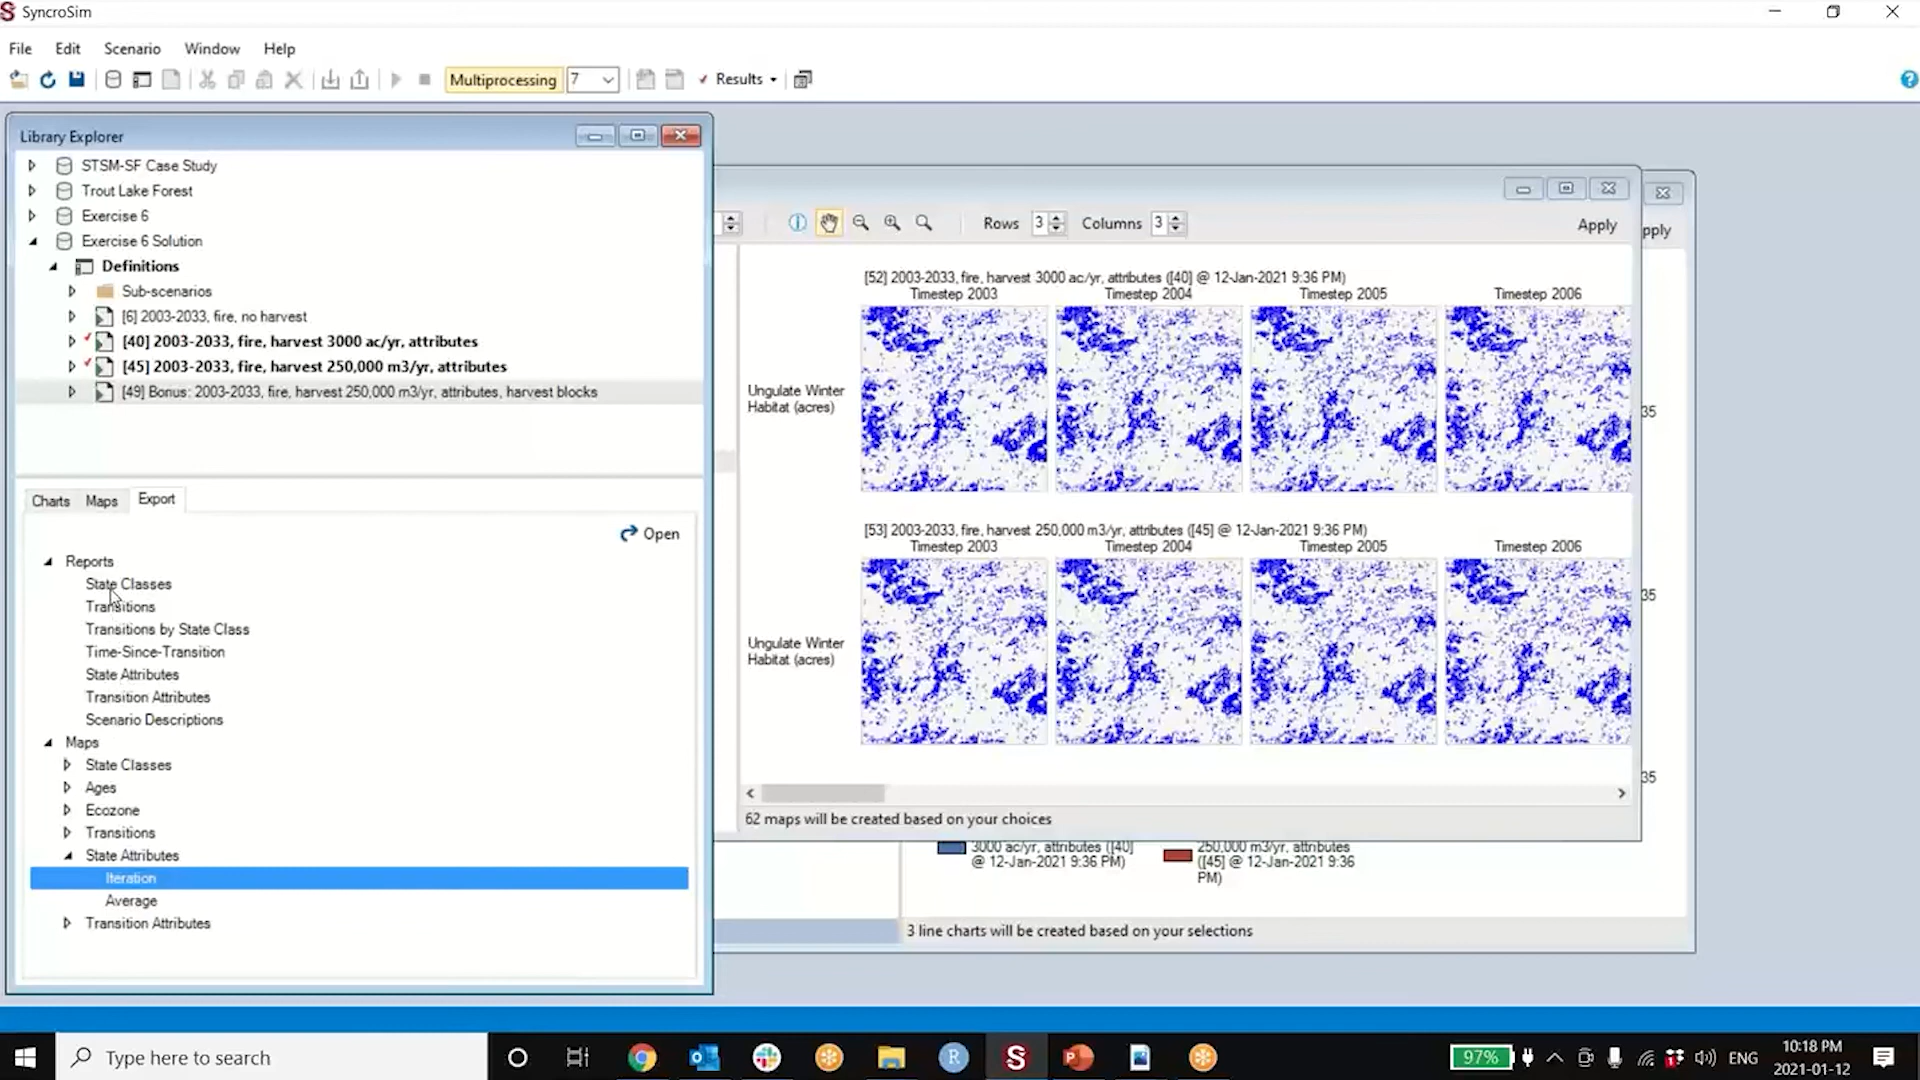 SyncroSim
File Edit Scenario Window Help
Multiprocessing 7 Results
Library Explorer
STSM-SF Case Study
Trout Lake Forest
Exercise 6
Exercise 6 Solution
Definitions
Sub-scenarios
[6] 2003-2033, fire, no harvest
[40] 2003-2033, fire, harvest 3000 ac/yr, attributes
[45] 2003-2033, fire, harvest 250,000 m3/yr, attributes
[49] Bonus: 2003-2033, fire, harvest 250,000 m3/yr, attributes, harvest blocks
Charts Maps Export
Open
Reports
State Classes
Transitions
Transitions by State Class
Time-Since-Transition
State Attributes
Transition Attributes
Scenario Descriptions
Maps
State Classes
Ages
Ecozone
Transitions
State Attributes
Iteration
Average
Transition Attributes
Rows 3 Columns 3 Apply
pply
[52] 2003-2033, fire, harvest 3000 ac/yr, attributes ([40] @ 12-Jan-2021 9:36 PM)
Timestep 2003 Timestep 2004 Timestep 2005 Timestep 2006
Ungulate Winter
Habitat (acres)
35
[53] 2003-2033, fire, harvest 250,000 m3/yr, attributes ([45] @ 12-Jan-2021 9:36 PM)
Timestep 2003 Timestep 2004 Timestep 2005 Timestep 2006
35
Ungulate Winter
Habitat (acres)
35
62 maps will be created based on your choices
3000 ac/yr, attributes ([40]
@ 12-Jan-2021 9:36 PM)
250,000 m3/yr, attributes
([45] @ 12-Jan-2021 9:36
PM)
3 line charts will be created based on your selections
Type here to search
97% ENG
10:18 PM
2021-01-12